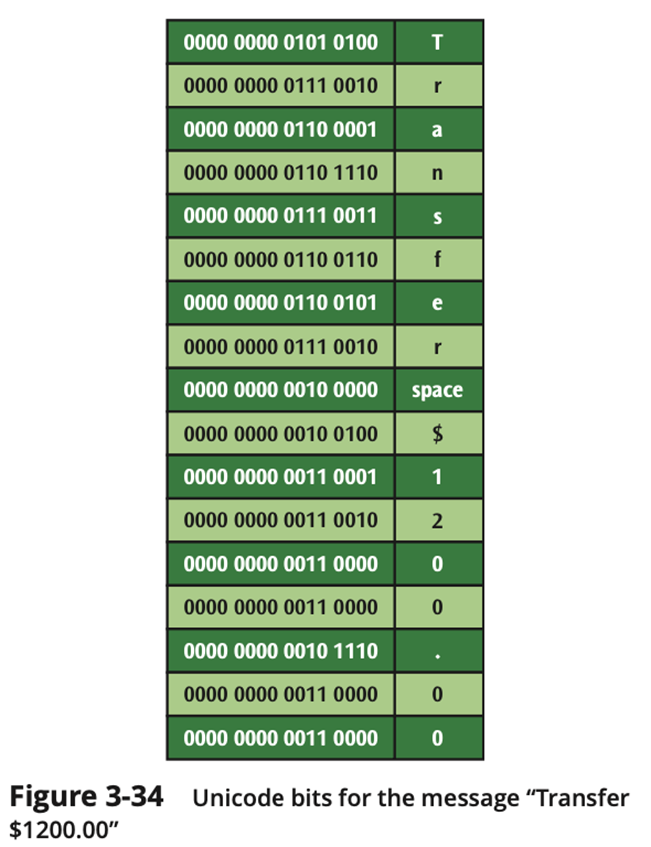 0000 0000 0101 0100 T
0000 0000 0111 0010 r
0000 0000 0110 0001 a
0000 0000 0110 1110 n
0000 0000 0111 0011 s
0000 0000 0110 0110 f
0000 0000 0110 0101 e
0000 0000 0111 0010 r
0000 0000 0010 0000 space
0000 0000 0010 0100 $
0000 0000 0011 0001 1
0000 0000 0011 0010 2
0000 0000 0011 0000 0
0000 0000 0011 0000 0
0000 0000 0010 1110 .
0000 0000 0011 0000 0
0000 0000 0011 0000 0
Figure 3-34 Unicode bits for the message “Transfer
$1200.00”